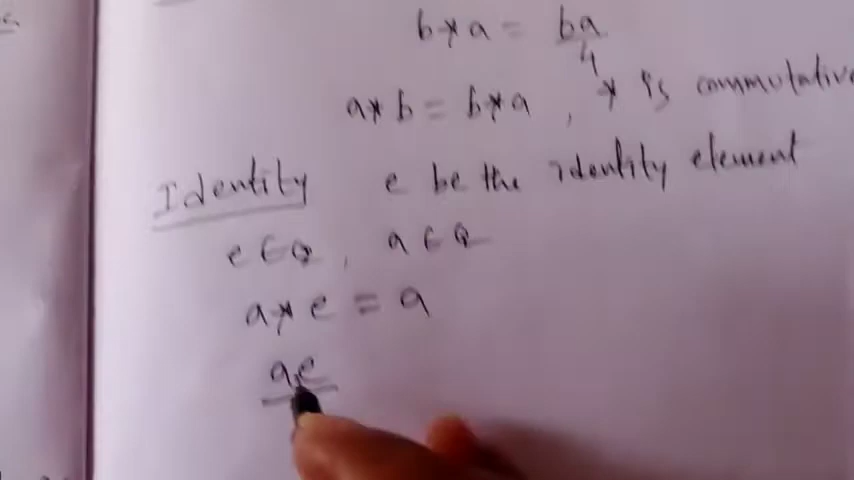 b*a = ba/4
a*b = b*a , * is commutative
Identity e be the identity element
e ∈ Q , a ∈ Q
a*e = a
ae